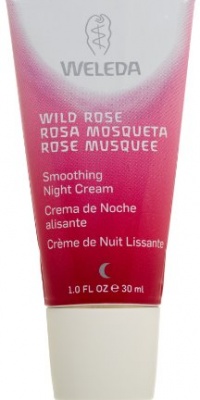 WELEDA
WILD ROSE
ROSA MOSQUETA
ROSE MUSQUEE
Smoothing
Night Cream
Crema de Noche
alisante
Crème de Nuit Lissante
1.0 FL OZ ℮ 30 ml